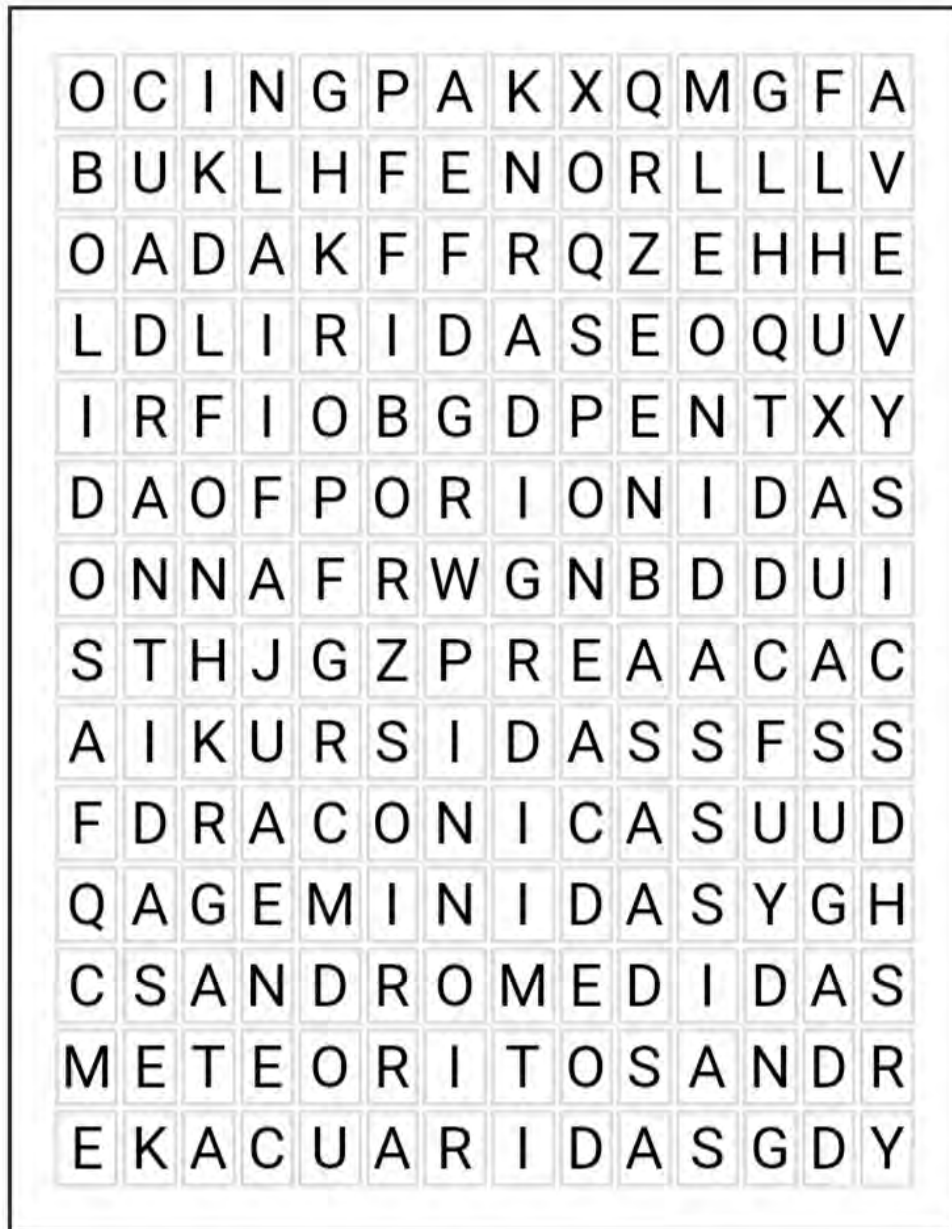 O C I N G P A K X Q M G F A
B U K L H F E N O R L L L V
O A D A K F F R Q Z E H H E
L D L I R I D A S E O Q U V
I R F I O B G D P E N T X Y
D A O F P O R I O N I D A S
O N N A F R W G N B D D U I
S T H J G Z P R E A A C A C
A I K U R S I D A S S F S S
F D R A C O N I C A S U U D
Q A G E M I N I D A S Y G H
C S A N D R O M E D I D A S
M E T E O R I T O S A N D R
E K A C U A R I D A S G D Y